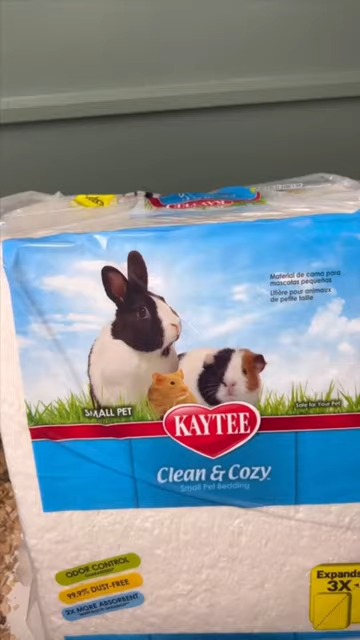 Material de cama para
mascotas pequeñas
Litière pour animaux
de petite taille
SMALL PET
Safe for Your Pet
KAYTEE
Clean & Cozy
Small Pet Bedding
ODOR CONTROL
99.9% DUST-FREE
2X MORE ABSORBENT
Expands
3X